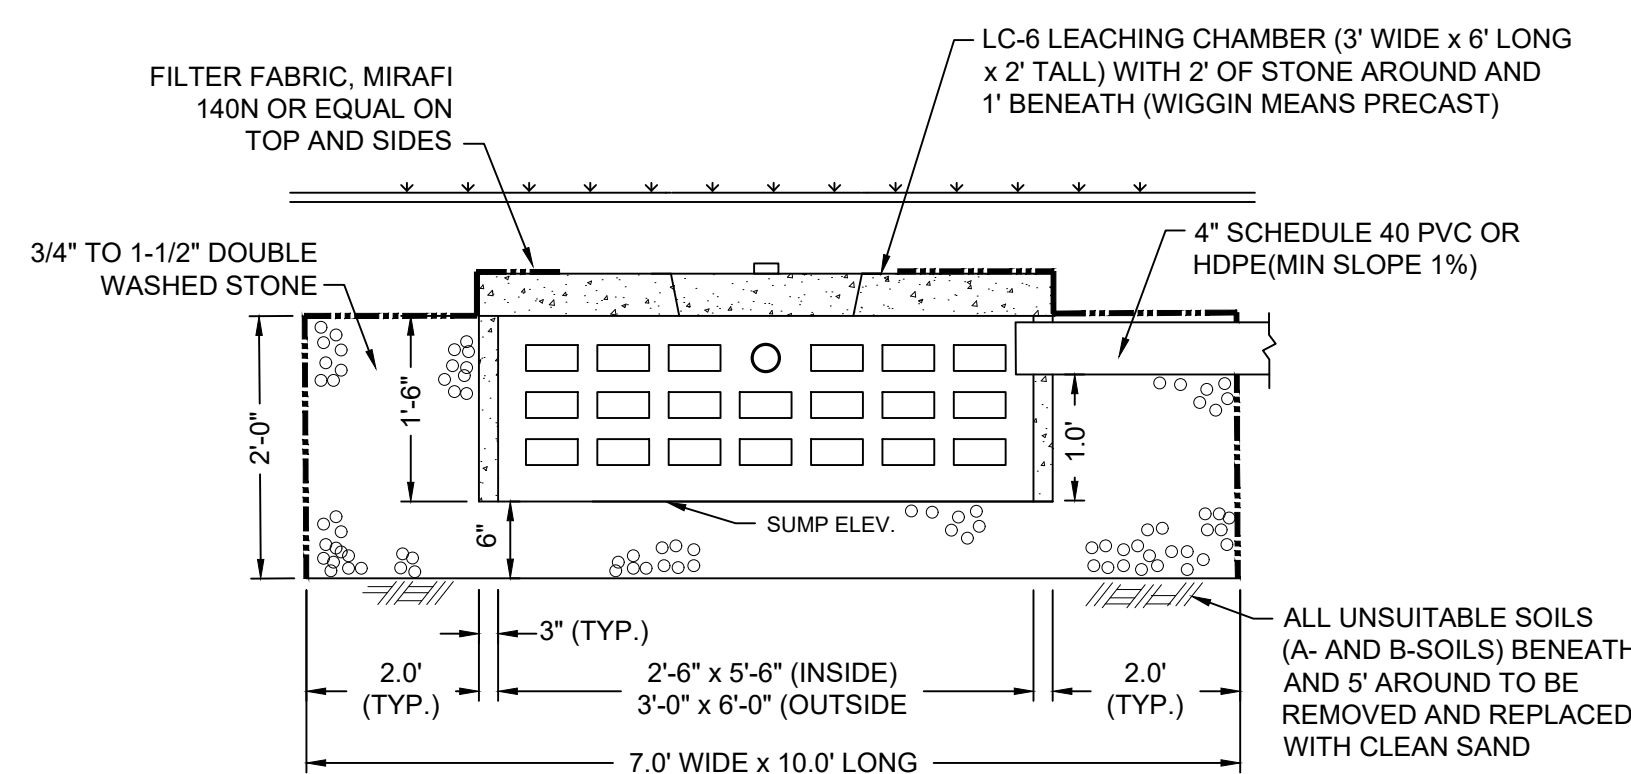 LC-6 LEACHING CHAMBER (3' WIDE x 6' LONG
x 2' TALL) WITH 2' OF STONE AROUND AND
1' BENEATH (WIGGIN MEANS PRECAST)
FILTER FABRIC, MIRAFI
140N OR EQUAL ON
TOP AND SIDES
3/4" TO 1-1/2" DOUBLE
WASHED STONE
4" SCHEDULE 40 PVC OR
HDPE(MIN SLOPE 1%)
2'-0"
1'-6"
1.0'
6"
SUMP ELEV.
3" (TYP.)
2.0'
(TYP.)
2'-6" x 5'-6" (INSIDE)
3'-0" x 6'-0" (OUTSIDE
2.0'
(TYP.)
ALL UNSUITABLE SOILS
(A- AND B-SOILS) BENEATH
AND 5' AROUND TO BE
REMOVED AND REPLACED
WITH CLEAN SAND
7.0' WIDE x 10.0' LONG